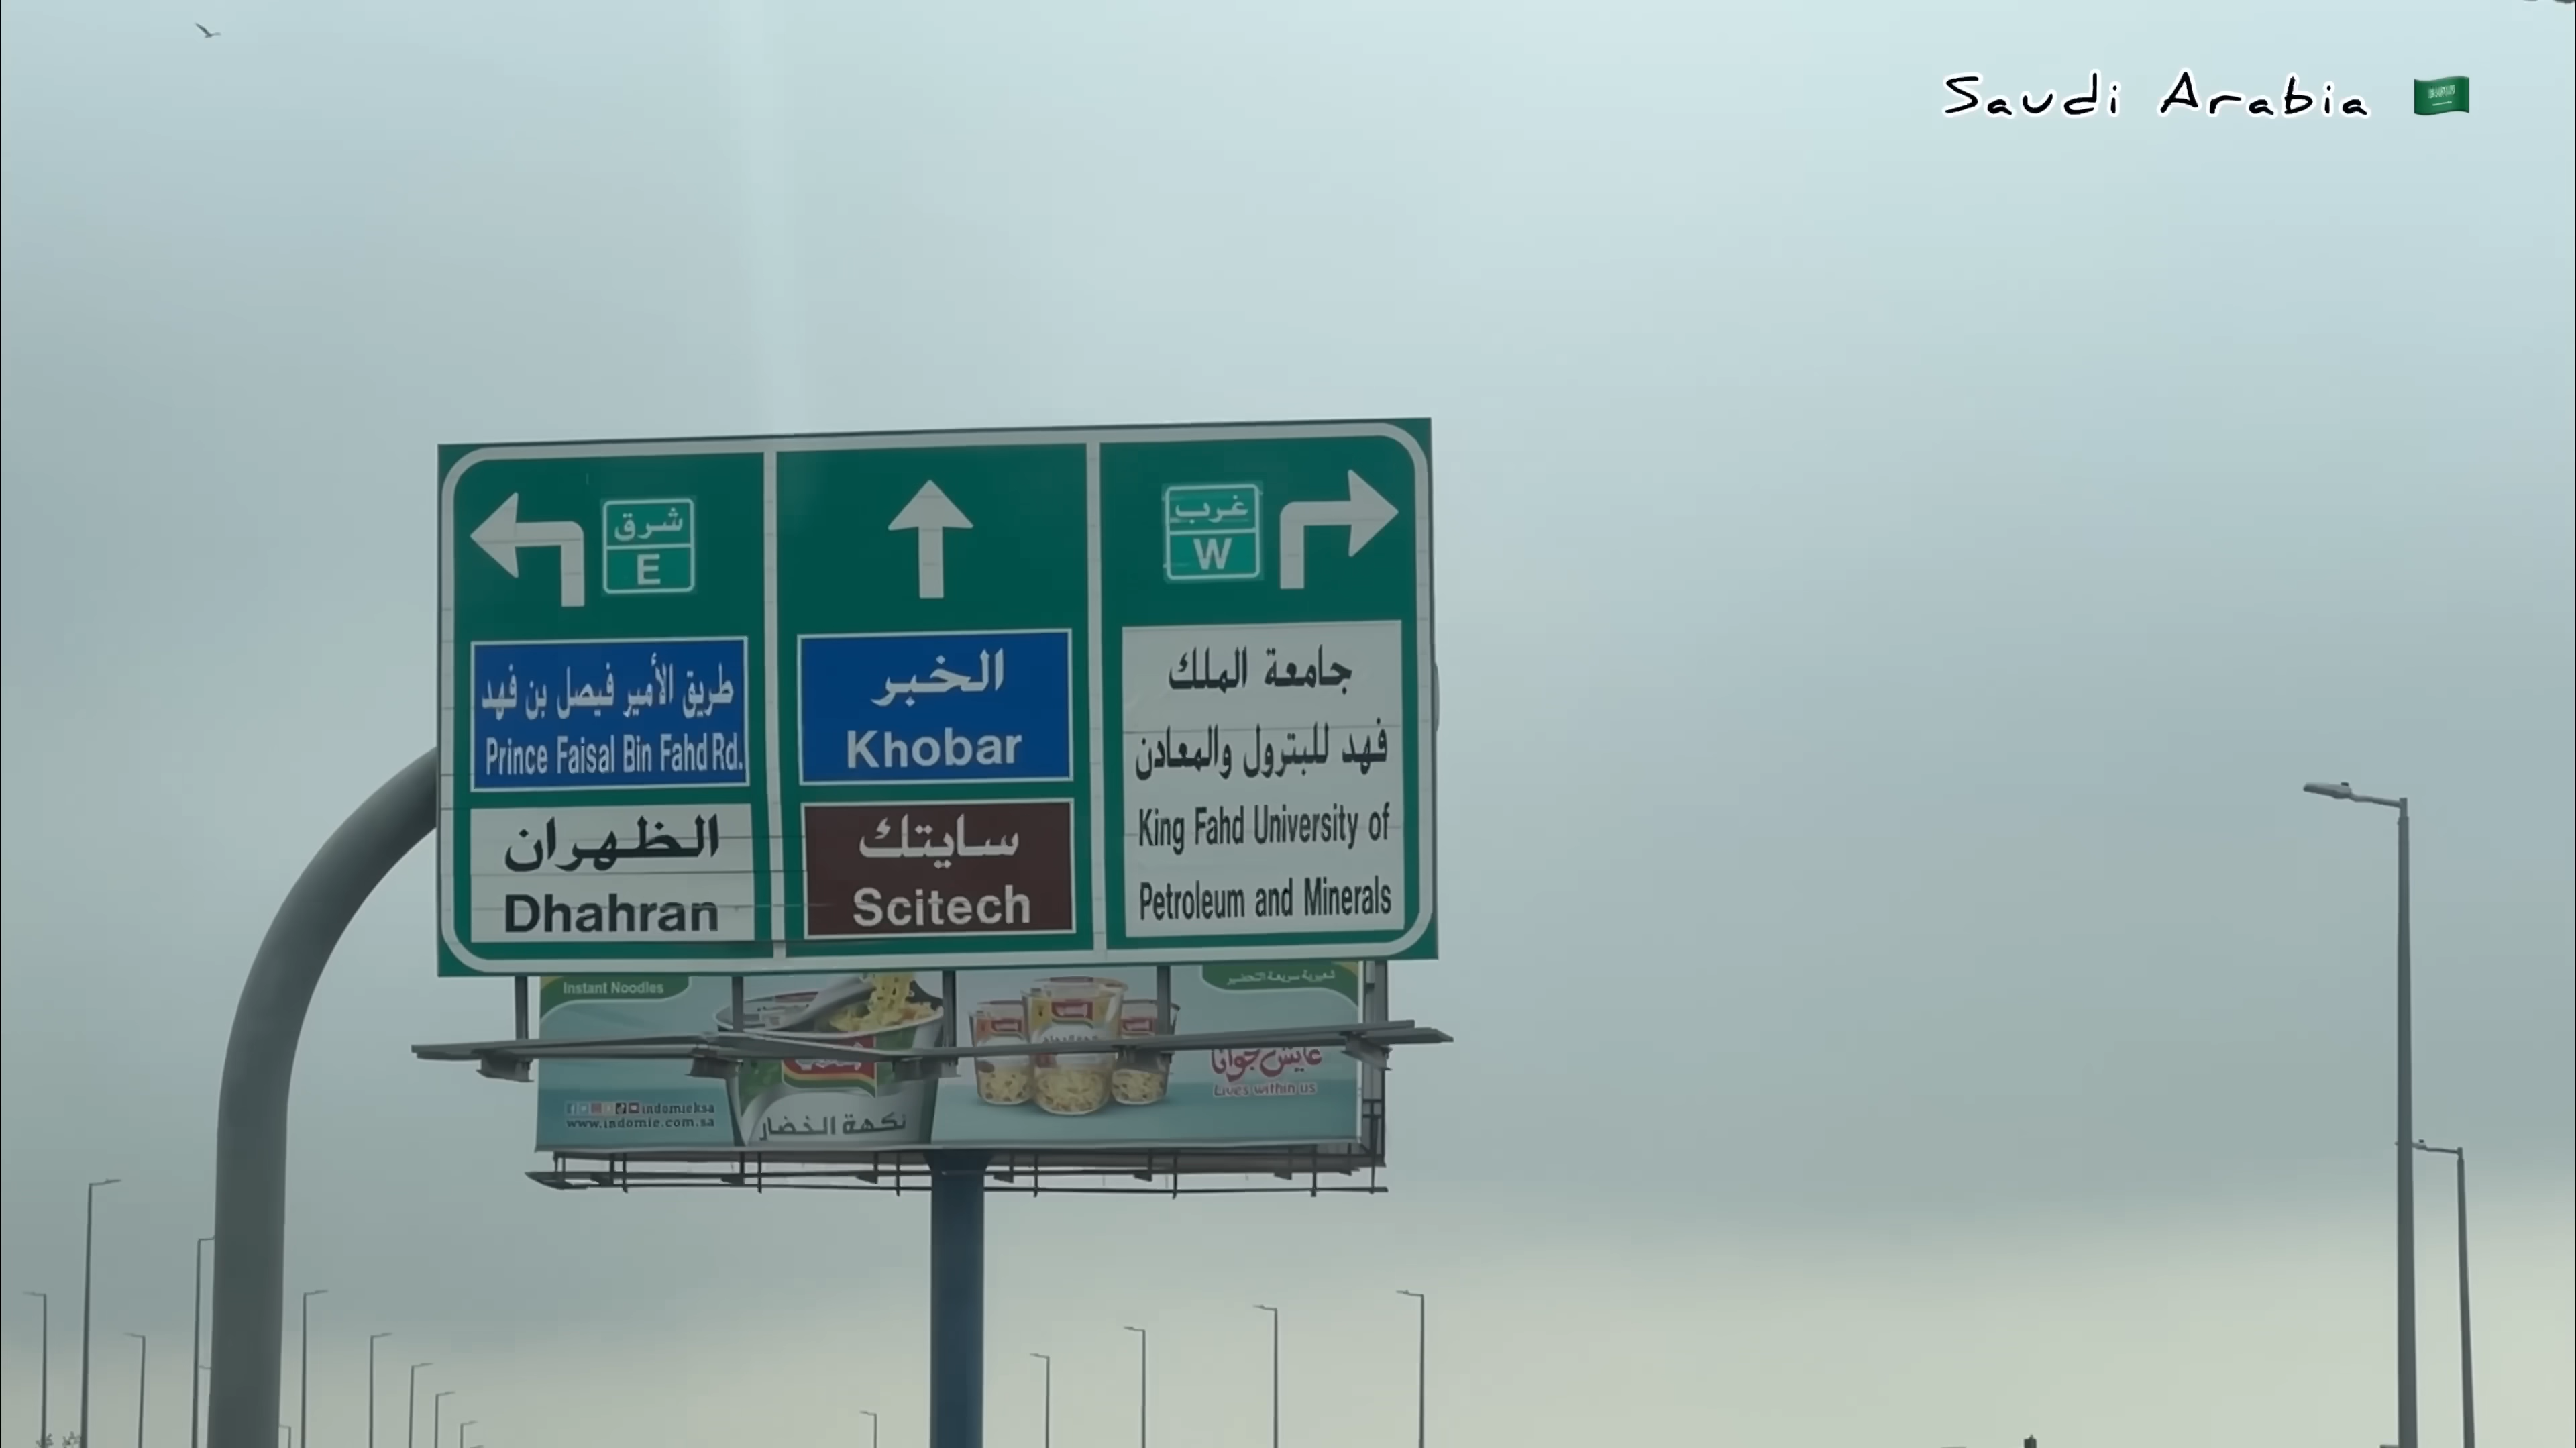 Saudi Arabia 🇸🇦
شرق
E
طريق الأمير فيصل بن فهد
Prince Faisal Bin Fahd Rd.
الظهران
Dhahran
الخبر
Khobar
سايتك
Scitech
غرب
W
جامعة الملك
فهد للبترول والمعادن
King Fahd University of
Petroleum and Minerals
Instant Noodles
indomieksa
www.indomie.com.sa
نكهة الخضار
عايش جوانا
Lives within us